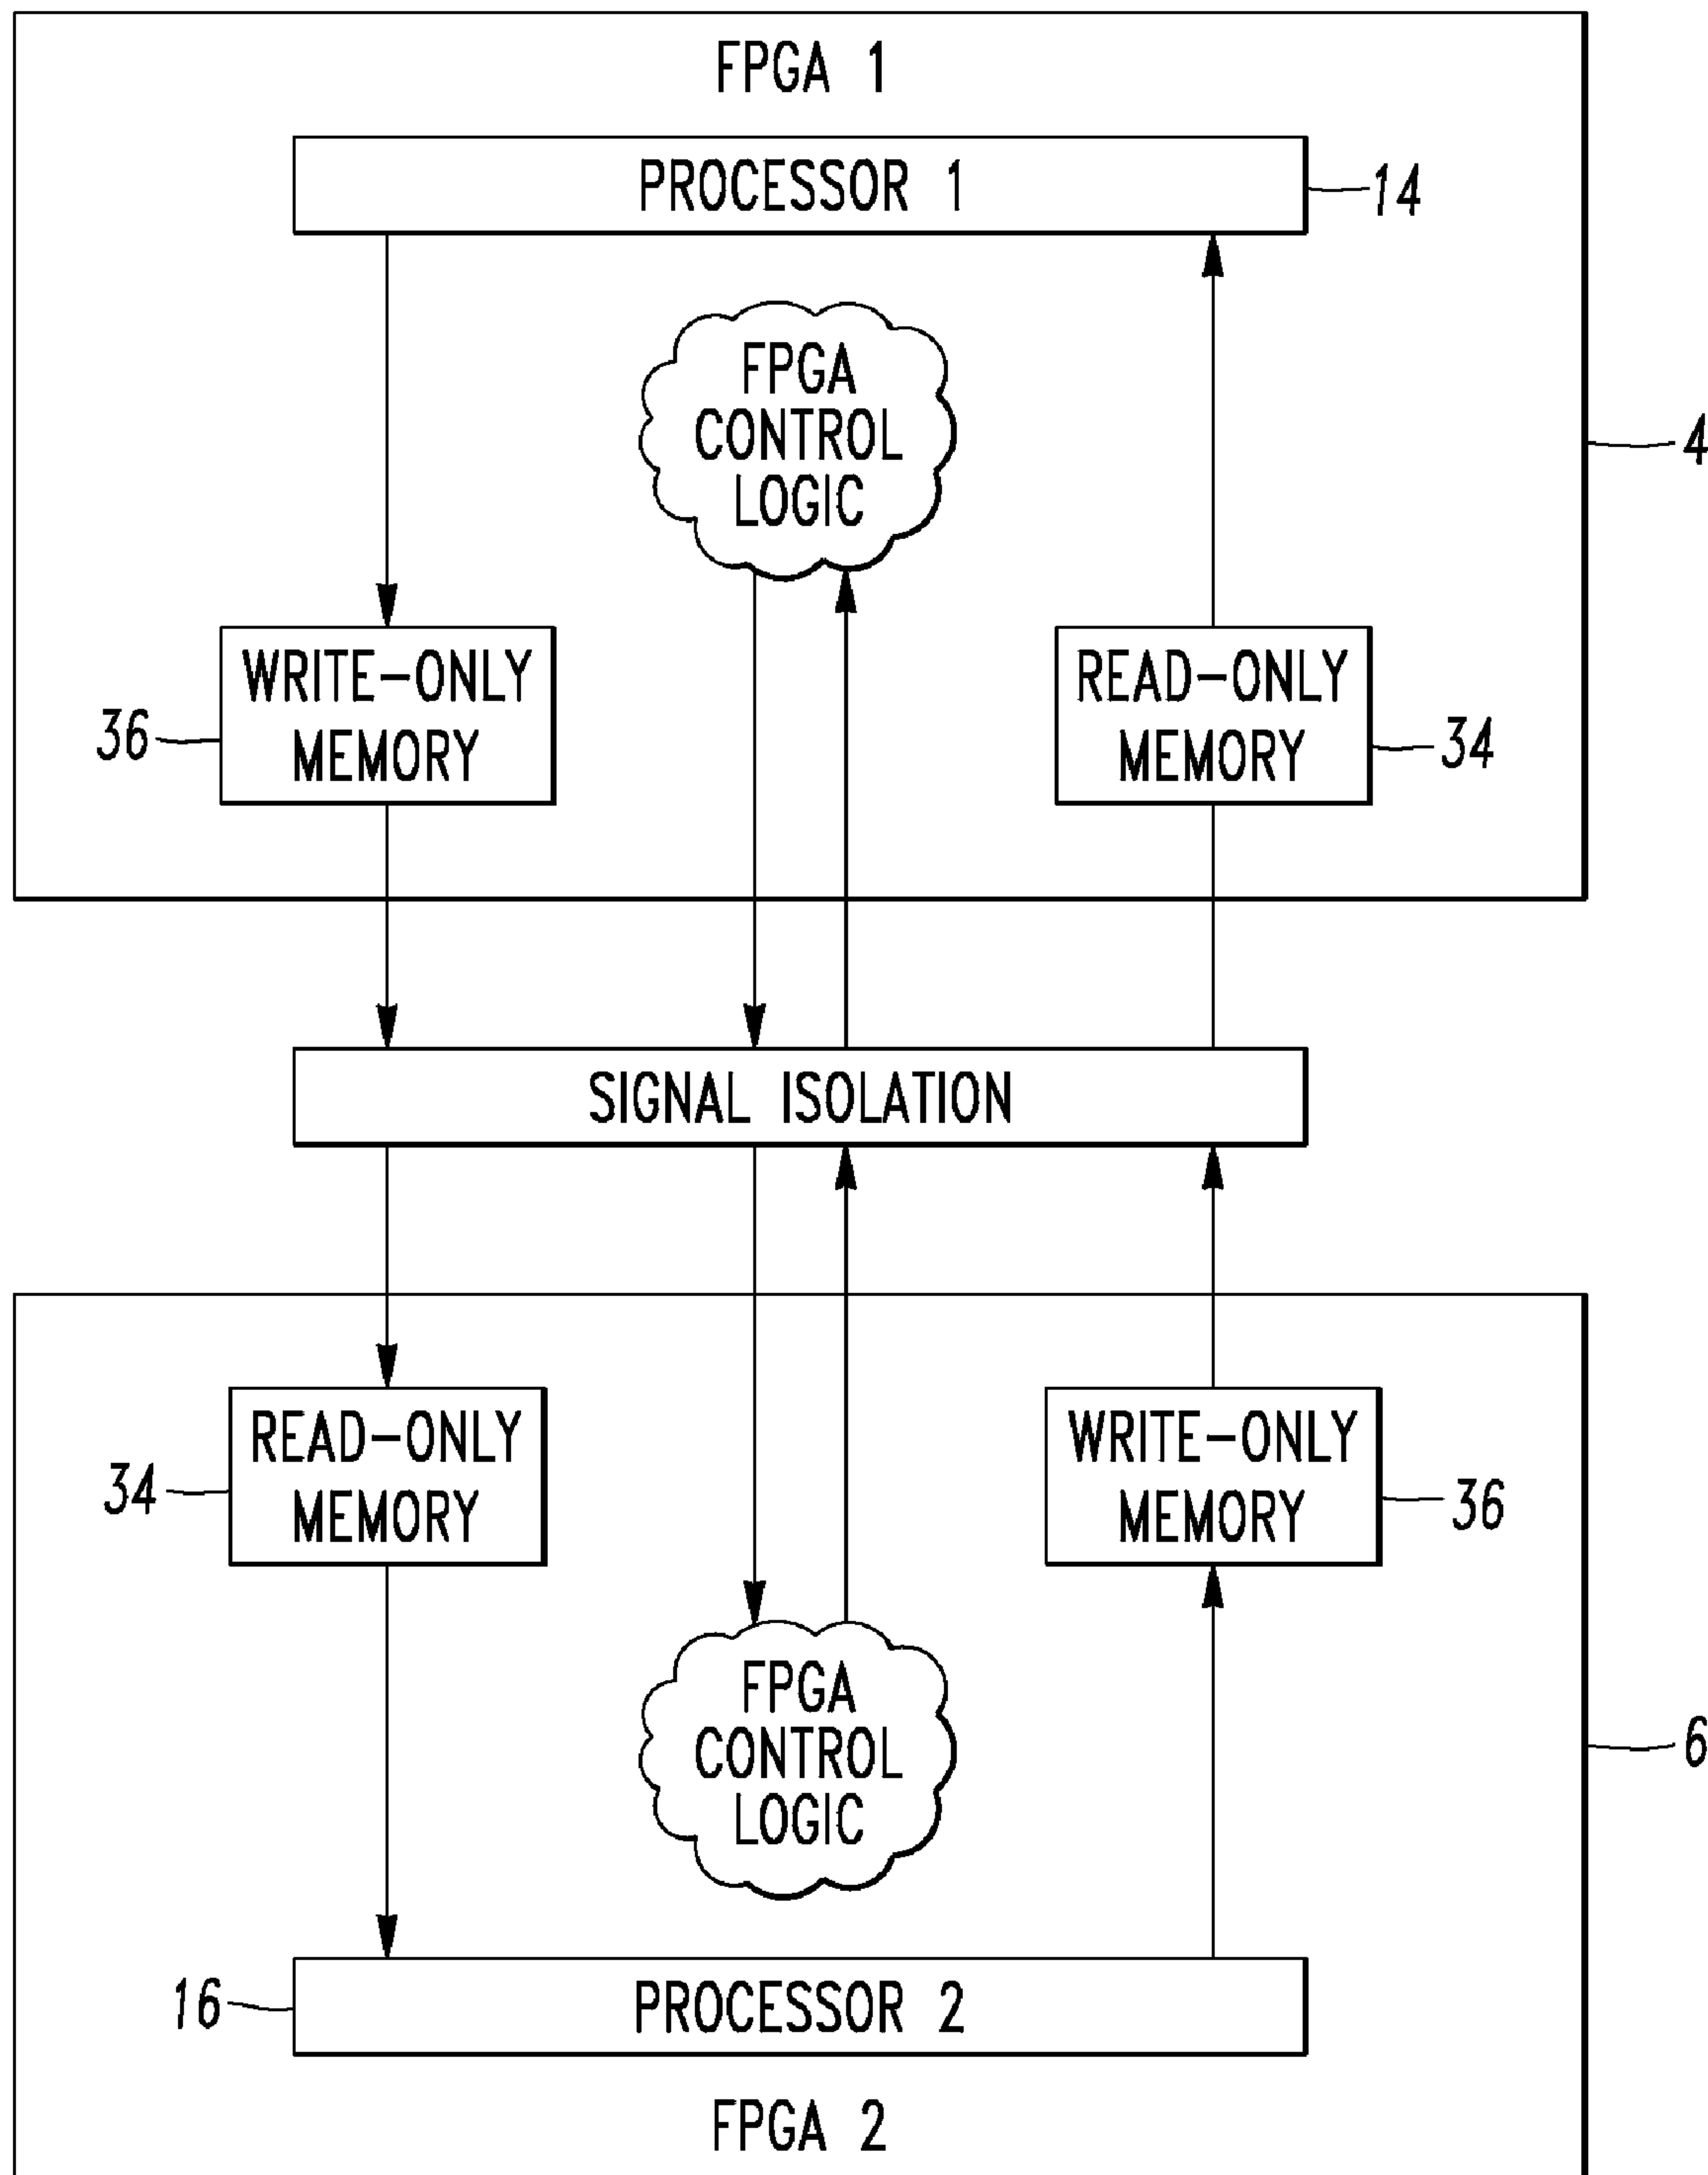 FPGA 1
PROCESSOR 1
14
FPGA
CONTROL
LOGIC
4
WRITE-ONLY
MEMORY
36
READ-ONLY
MEMORY
34
SIGNAL ISOLATION
READ-ONLY
MEMORY
34
WRITE-ONLY
MEMORY
36
FPGA
CONTROL
LOGIC
6
16
PROCESSOR 2
FPGA 2